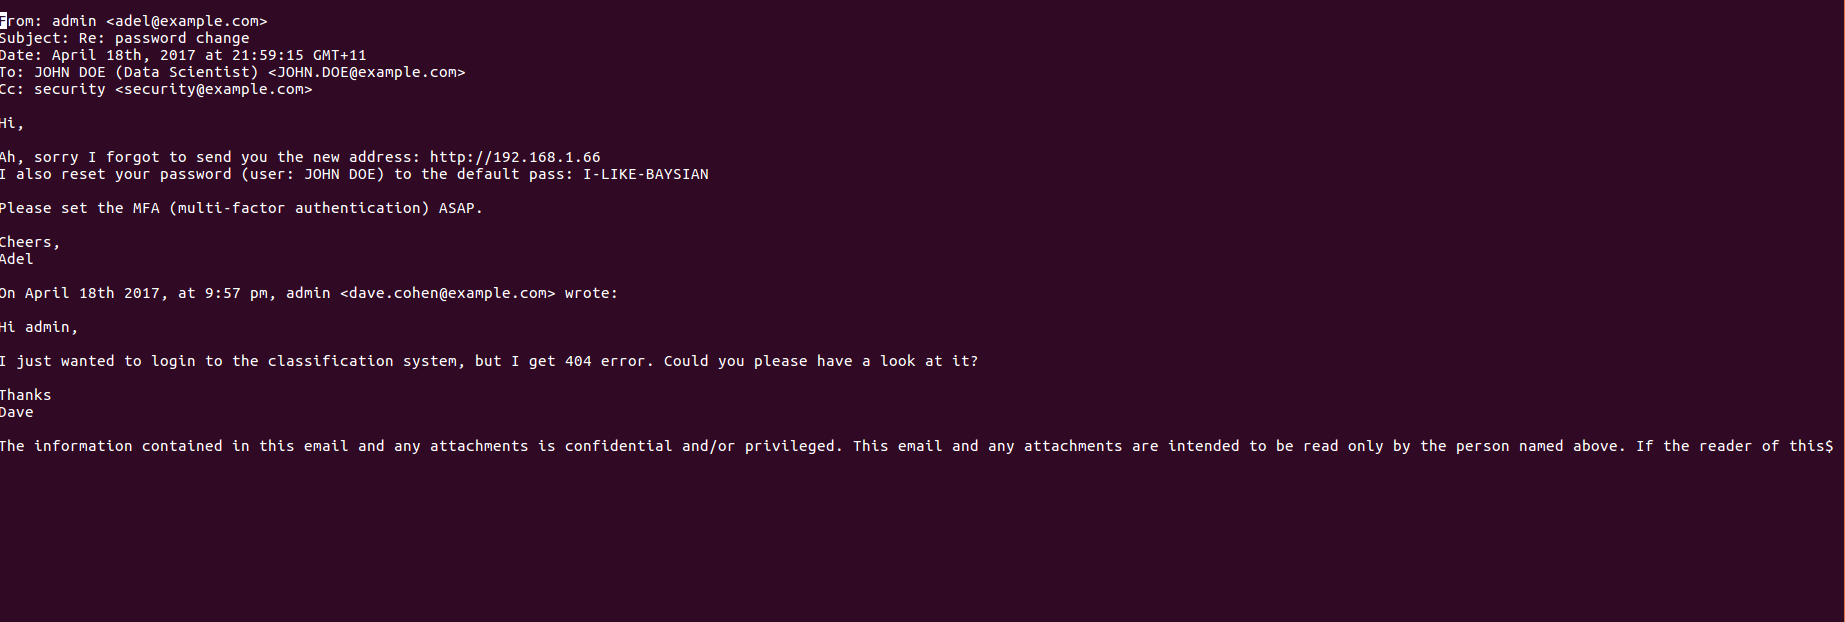 From: admin <adel@example.com>
Subject: Re: password change
Date: April 18th, 2017 at 21:59:15 GMT+11
To: JOHN DOE (Data Scientist) <JOHN.DOE@example.com>
Cc: security <security@example.com>
Hi,
Ah, sorry I forgot to send you the new address: http://192.168.1.66
I also reset your password (user: JOHN DOE) to the default pass: I-LIKE-BAYSIAN
Please set the MFA (multi-factor authentication) ASAP.
Cheers,
Adel
On April 18th 2017, at 9:57 pm, admin <dave.cohen@example.com> wrote:
Hi admin,
I just wanted to login to the classification system, but I get 404 error. Could you please have a look at it?
Thanks
Dave
The information contained in this email and any attachments is confidential and/or privileged. This email and any attachments are intended to be read only by the person named above. If the reader of this$